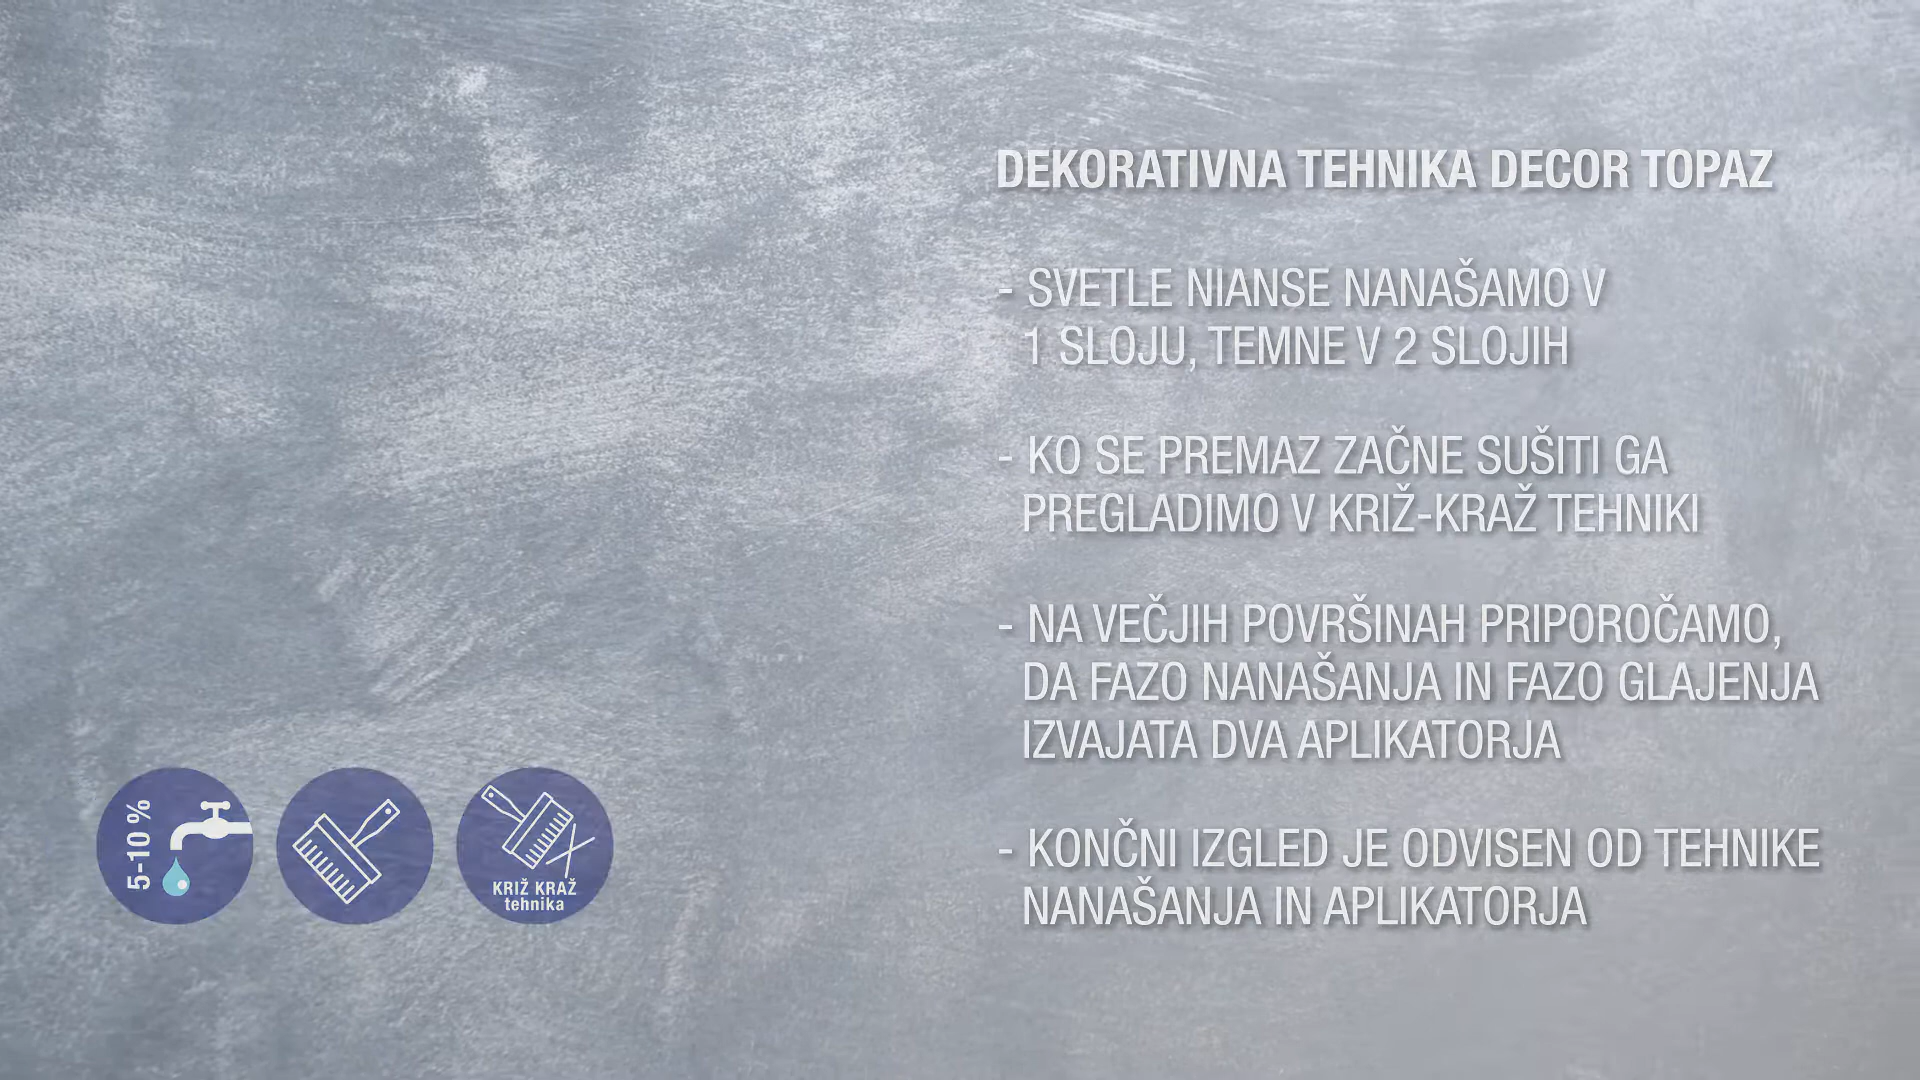 DEKORATIVNA TEHNIKA DECOR TOPAZ
- SVETLE NIANSE NANAŠAMO V
1 SLOJU, TEMNE V 2 SLOJIH
- KO SE PREMAZ ZAČNE SUŠITI GA
PREGLADIMO V KRIŽ-KRAŽ TEHNIKI
- NA VEČJIH POVRŠINAH PRIPOROČAMO,
DA FAZO NANAŠANJA IN FAZO GLAJENJA
IZVAJATA DVA APLIKATORJA
- KONČNI IZGLED JE ODVISEN OD TEHNIKE
NANAŠANJA IN APLIKATORJA
5-10 %
KRIŽ KRAŽ
tehnika